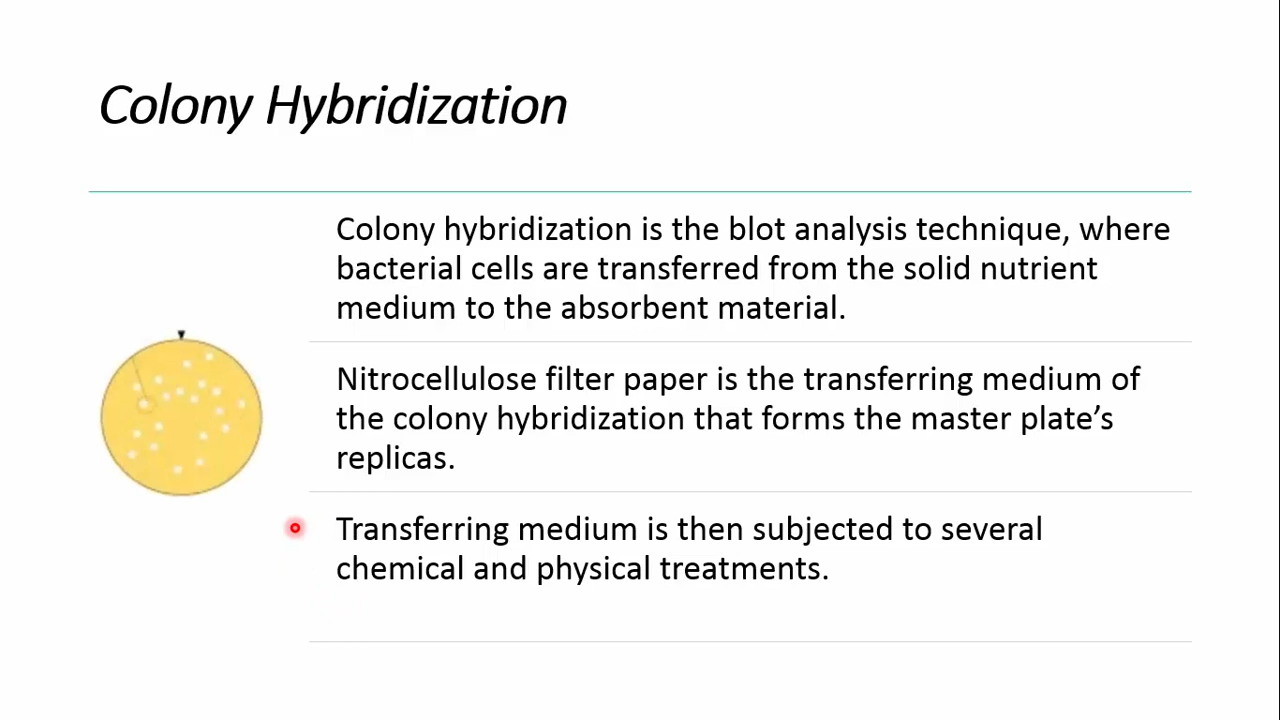 Colony Hybridization
Colony hybridization is the blot analysis technique, where
bacterial cells are transferred from the solid nutrient
medium to the absorbent material.
Nitrocellulose filter paper is the transferring medium of
the colony hybridization that forms the master plate’s
replicas.
Transferring medium is then subjected to several
chemical and physical treatments.